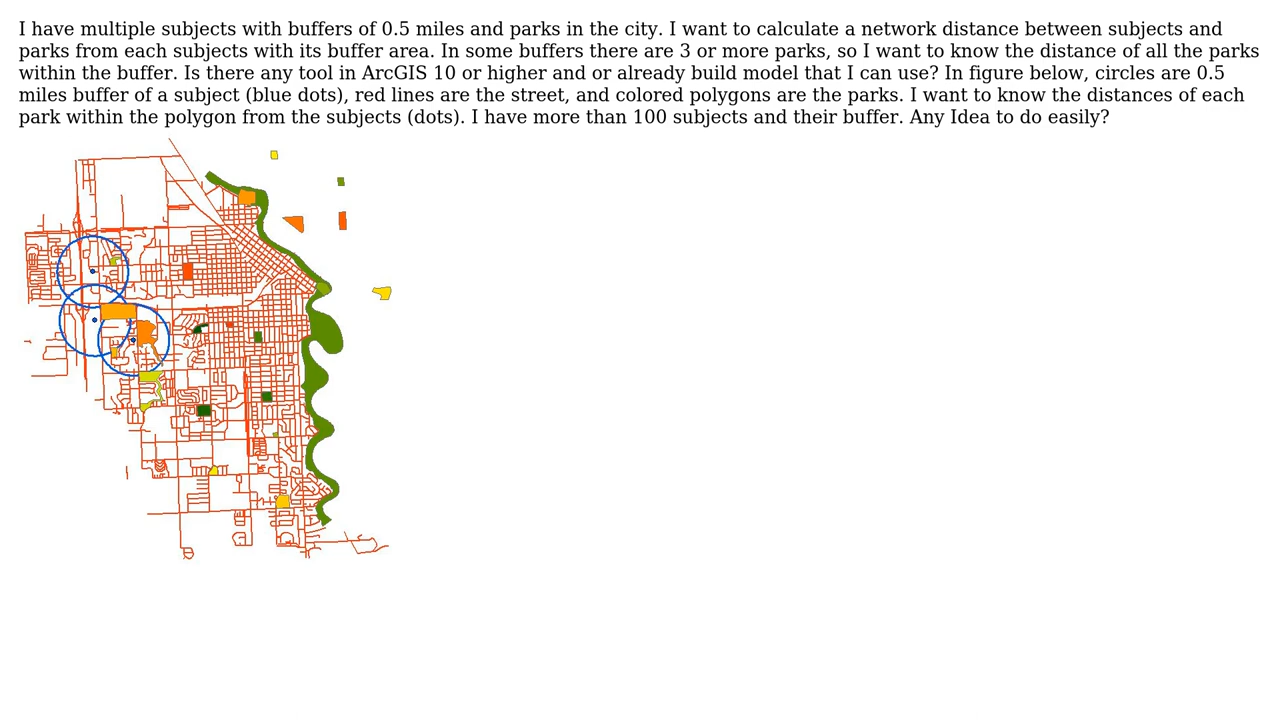 I have multiple subjects with buffers of 0.5 miles and parks in the city. I want to calculate a network distance between subjects and
parks from each subjects with its buffer area. In some buffers there are 3 or more parks, so I want to know the distance of all the parks
within the buffer. Is there any tool in ArcGIS 10 or higher and or already build model that I can use? In figure below, circles are 0.5
miles buffer of a subject (blue dots), red lines are the street, and colored polygons are the parks. I want to know the distances of each
park within the polygon from the subjects (dots). I have more than 100 subjects and their buffer. Any Idea to do easily?